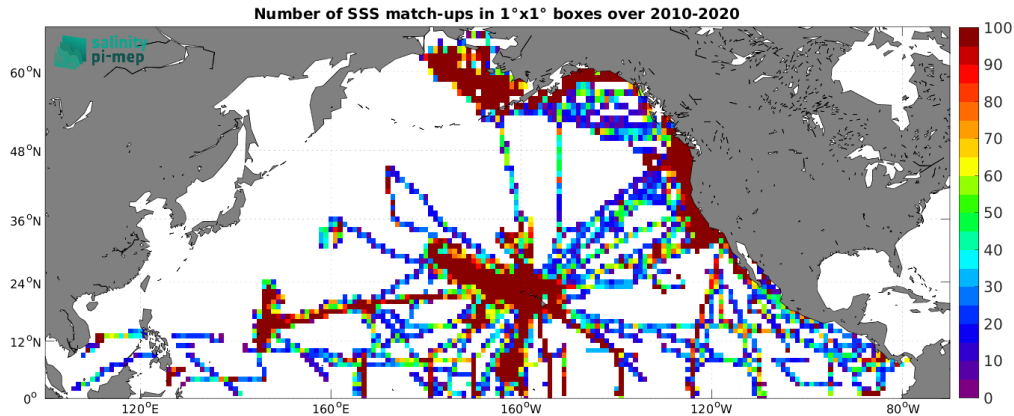 Number of SSS match-ups in 1°x1° boxes over 2010-2020
salinity
pi-mep
60°N
48°N
36°N
24°N
12°N
0°
120°E
160°E
160°W
120°W
80°W
100
90
80
70
60
50
40
30
20
10
0